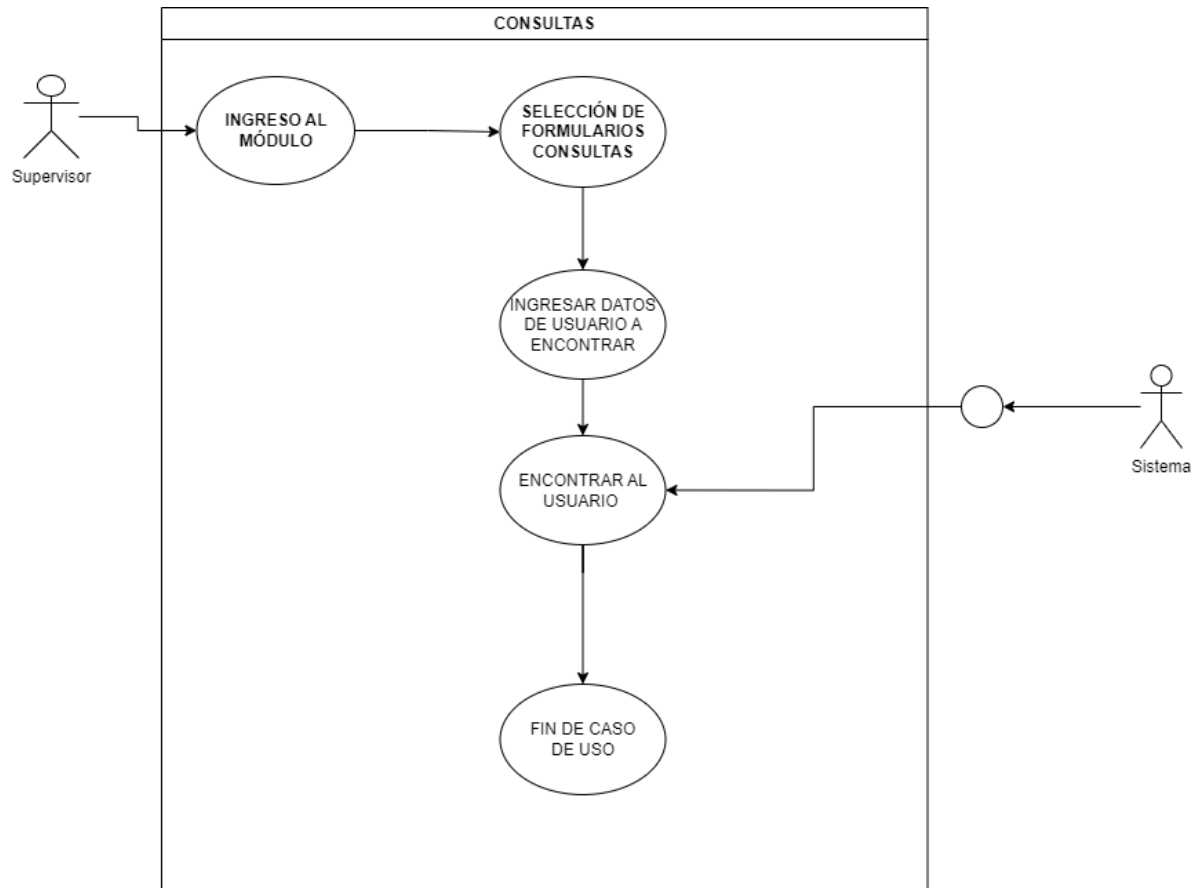 CONSULTAS
INGRESO AL
MÓDULO
SELECCIÓN DE
FORMULARIOS
CONSULTAS
Supervisor
INGRESAR DATOS
DE USUARIO A
ENCONTRAR
Sistema
ENCONTRAR AL
USUARIO
FIN DE CASO
DE USO